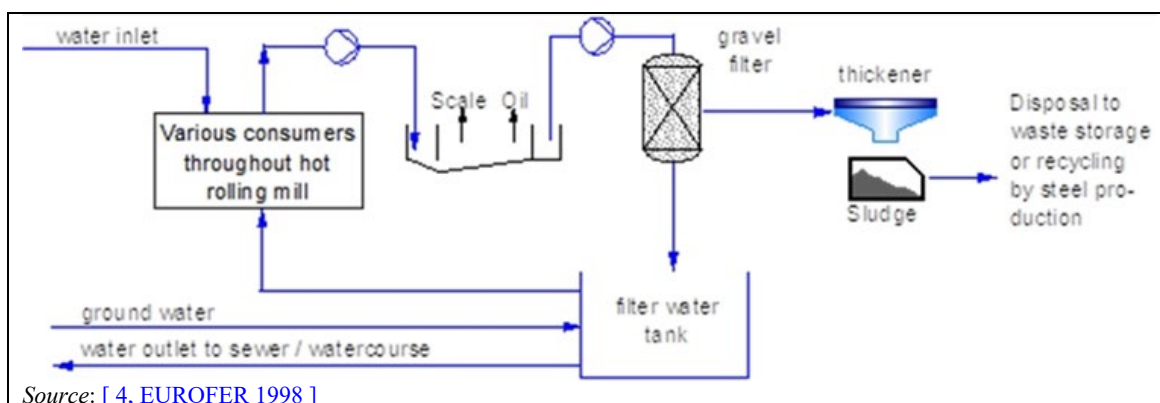 water inlet
gravel
filter
thickener
Scale Oil
Disposal to
waste storage
or recycling
by steel pro-
duction
Various consumers
throughout hot
rolling mill
Sludge
ground water
filter water
tank
water outlet to sewer / watercourse
Source: [ 4, EUROFER 1998 ]